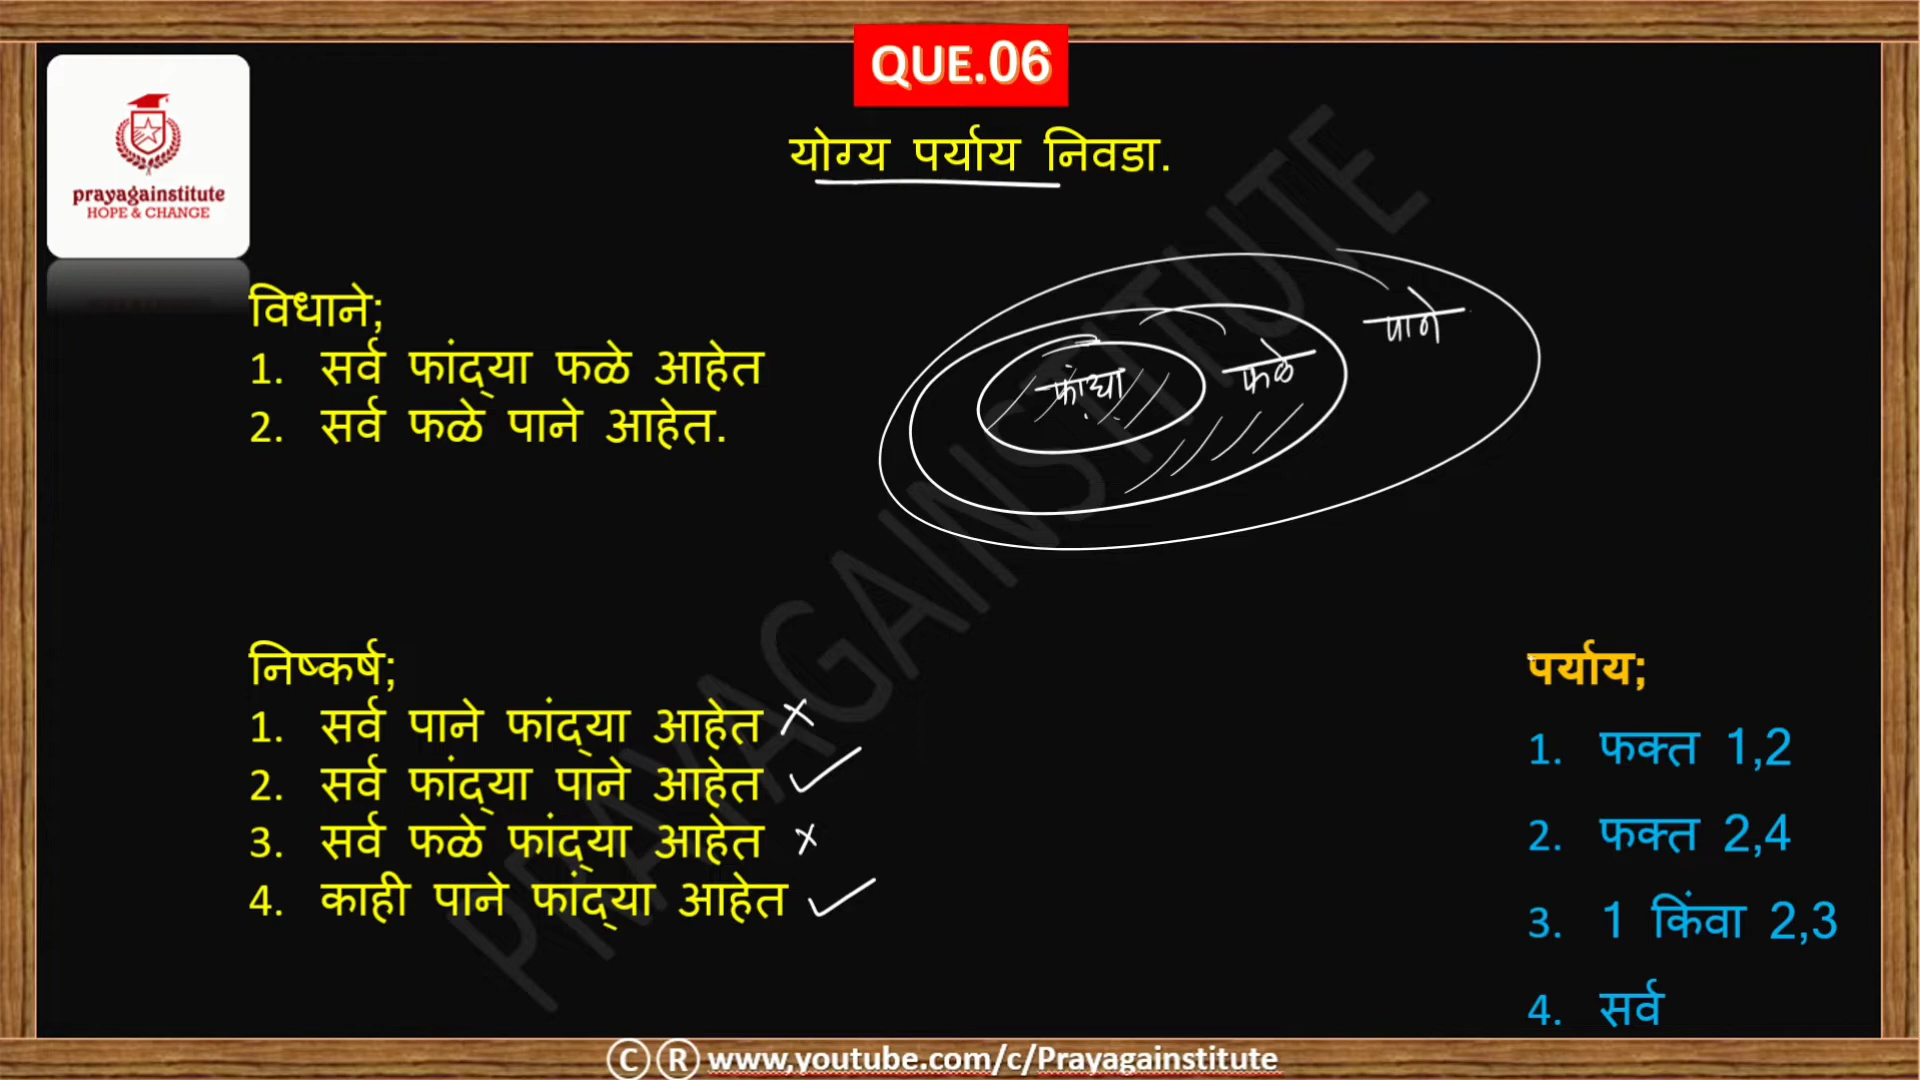 QUE.06
prayagainstitute
HOPE & CHANGE
योग्य पर्याय निवडा.
विधाने;
1. सर्व फांद्‌या फळे आहेत
2. सर्व फळे पाने आहेत.
फांद्या
फळे
पाने
निष्कर्ष;
1. सर्व पाने फांद्‌या आहेत ×
2. सर्व फांद्‌या पाने आहेत ✓
3. सर्व फळे फांद्‌या आहेत ×
4. काही पाने फांद्‌या आहेत ✓
पर्याय;
1. फक्त 1,2
2. फक्त 2,4
3. 1 किंवा 2,3
4. सर्व
PRAYAGAINSTITUTE
© ® www,youtube.com/c/Prayagainstitute